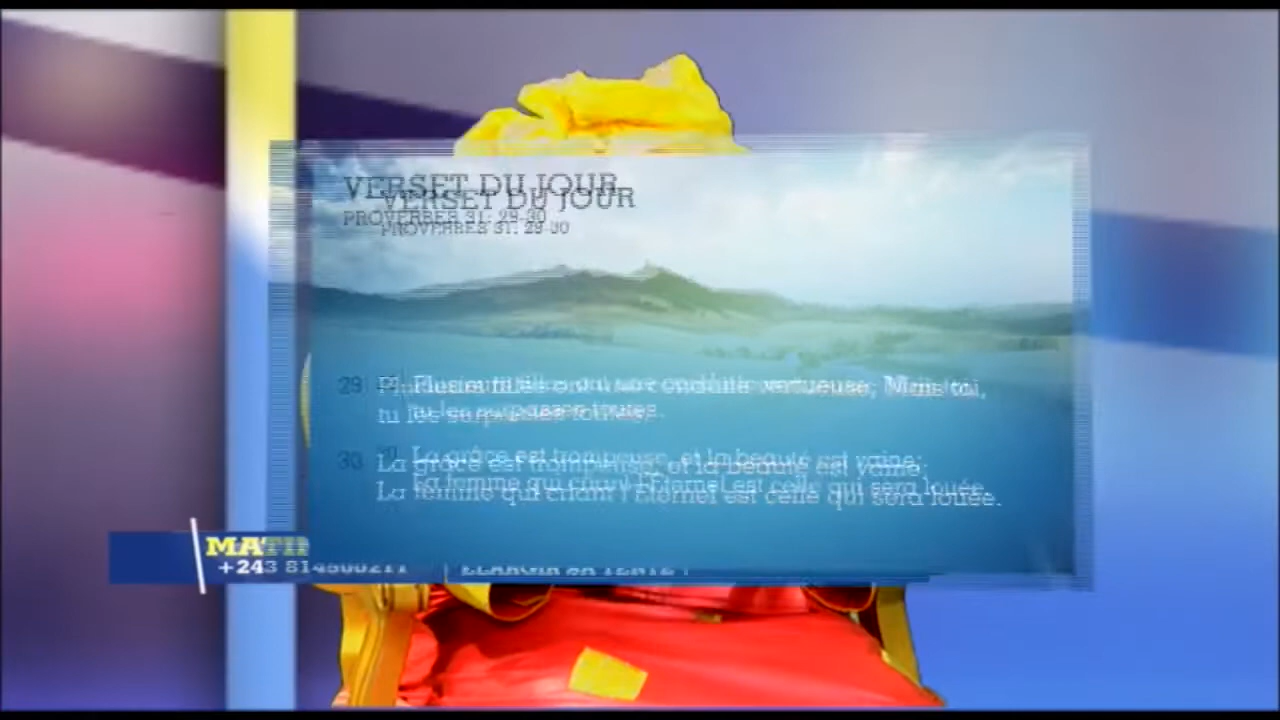 VERSET DU JOUR
PROVERBES 31: 29-30
29 Plusieurs filles ont une conduite vertueuse; Mais toi,
tu les surpasses toutes.
30 La grâce est trompeuse, et la beauté est vaine;
La femme qui craint l'Eternel est celle qui sera louée.
MATIN
+243
ELARGIR SA TENTE !